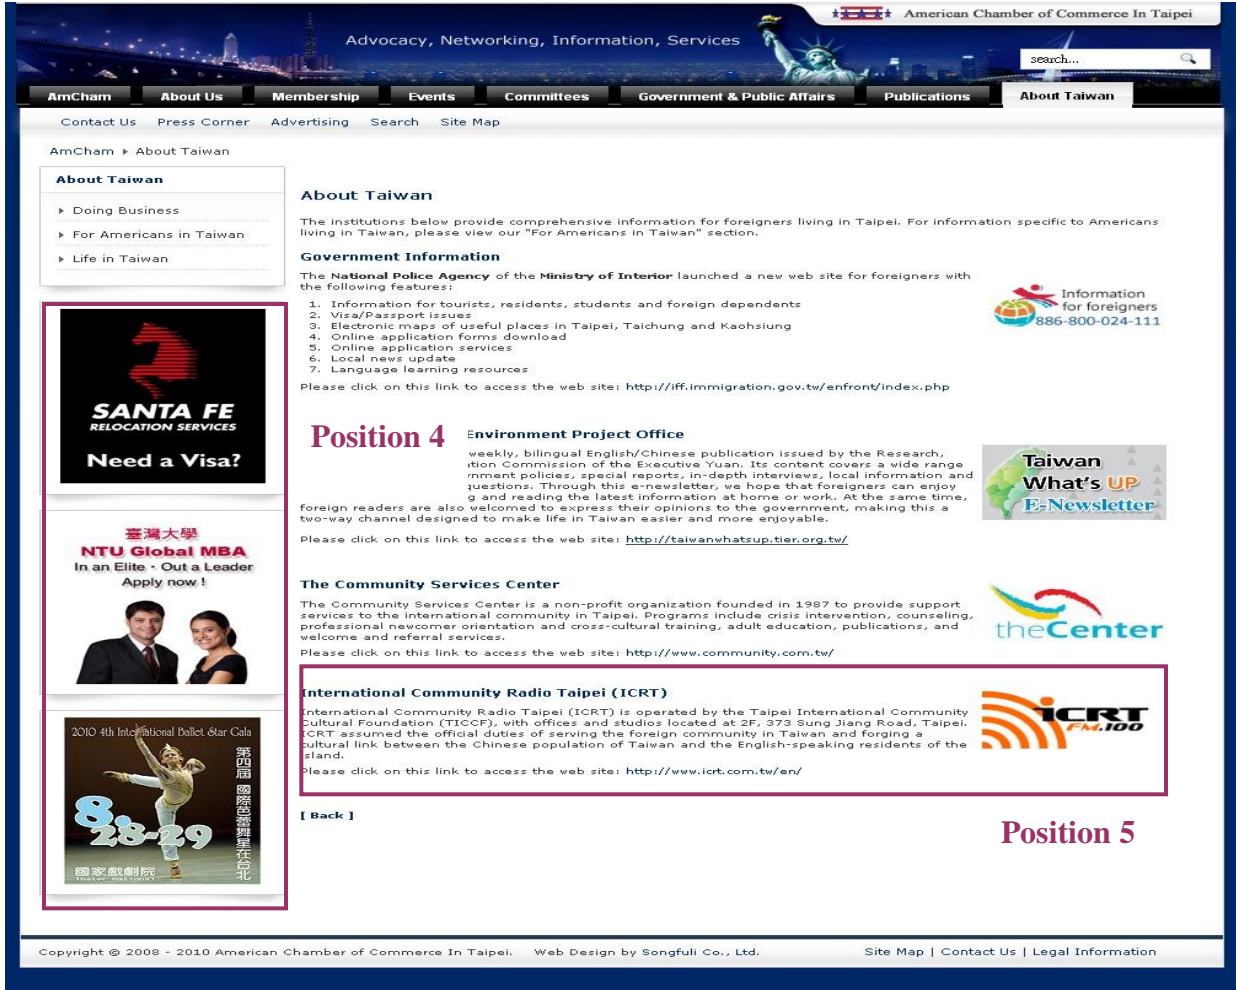 American Chamber of Commerce In Taipei
Advocacy, Networking, Information, Services
search...
AmCham About Us Membership Events Committees Government & Public Affairs Publications About Taiwan
Contact Us Press Corner Advertising Search Site Map
AmCham About Taiwan
About Taiwan
Doing Business
For Americans in Taiwan
Life in Taiwan
SANTA FE
RELOCATION SERVICES
Need a Visa?
臺灣大學
NTU Global MBA
In an Elite · Out a Leader
Apply now !
2010 4th International Ballet Star Gala
第四屆 國際芭蕾舞星在台北
8.
28-29
國家戲劇院
Position 4
About Taiwan
The institutions below provide comprehensive information for foreigners living in Taipei. For information specific to Americans
living in Taiwan, please view our "For Americans in Taiwan" section.
Government Information
The National Police Agency of the Ministry of Interior launched a new web site for foreigners with
the following features:
1. Information for tourists, residents, students and foreign dependents
2. Visa/Passport issues
3. Electronic maps of useful places in Taipei, Taichung and Kaohsiung
4. Online application forms download
5. Online application services
6. Local news update
7. Language learning resources
Please click on this link to access the web site: http://iff.immigration.gov.tw/enfront/index.php
Information
for foreigners
886-800-024-111
Environment Project Office
weekly, bilingual English/Chinese publication issued by the Research,
tion Commission of the Executive Yuan. Its content covers a wide range
rnment policies, special reports, in-depth interviews, local information and
questions. Through this e-newsletter, we hope that foreigners can enjoy
g and reading the latest information at home or work. At the same time,
foreign readers are also welcomed to express their opinions to the government, making this a
two-way channel designed to make life in Taiwan easier and more enjoyable.
Please click on this link to access the web site: http://taiwanwhatsup.tier.org.tw/
Taiwan
What's UP
E-Newsletter
The Community Services Center
The Community Services Center is a non-profit organization founded in 1987 to provide support
services to the international community in Taipei. Programs include crisis intervention, counseling,
professional newcomer orientation and cross-cultural training, adult education, publications, and
welcome and referral services.
Please click on this link to access the web site: http://www.community.com.tw/
theCenter
International Community Radio Taipei (ICRT)
International Community Radio Taipei (ICRT) is operated by the Taipei International Community
Cultural Foundation (TICCF), with offices and studios located at 2F, 373 Sung Jiang Road, Taipei.
ICRT assumed the official duties of serving the foreign community in Taiwan and forging a
cultural link between the Chinese population of Taiwan and the English-speaking residents of the
island.
Please click on this link to access the web site: http://www.icrt.com.tw/en/
ICRT
FM.100
[ Back ]
Position 5
Copyright © 2008 - 2010 American Chamber of Commerce In Taipei. Web Design by Songfuli Co., Ltd.
Site Map | Contact Us | Legal Information